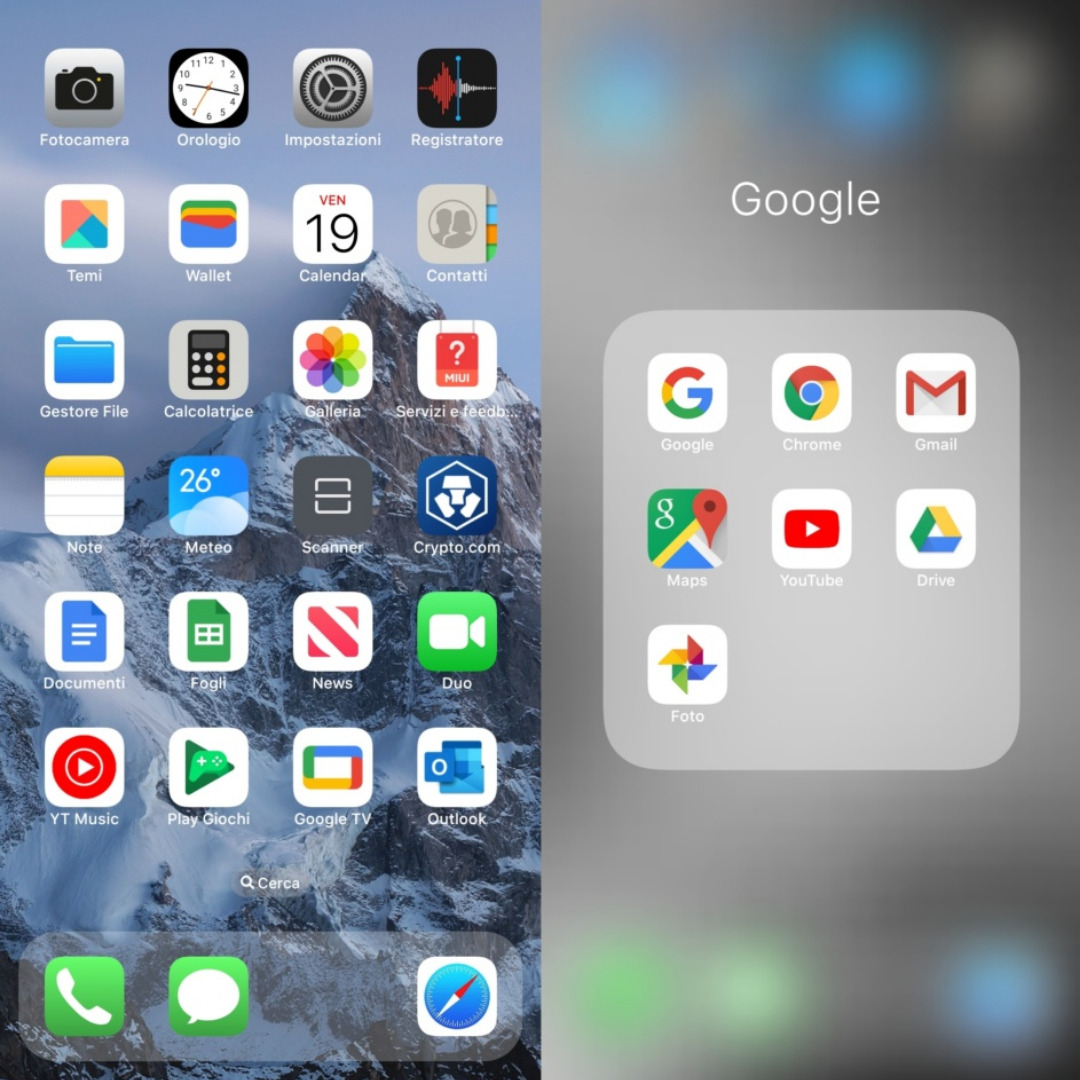 Fotocamera
Orologio
Impostazioni
Registratore
VEN
19
Temi
Wallet
Calendar
Contatti
?
MIUI
Gestore File
Calcolatrice
Galleria
Servizi e feedb...
26°
Note
Meteo
Scanner
Crypto.com
Documenti
Fogli
News
Duo
O
YT Music
Play Giochi
Google TV
Outlook
Cerca
Google
G
M
Google
Chrome
Gmail
g
Maps
YouTube
Drive
Foto